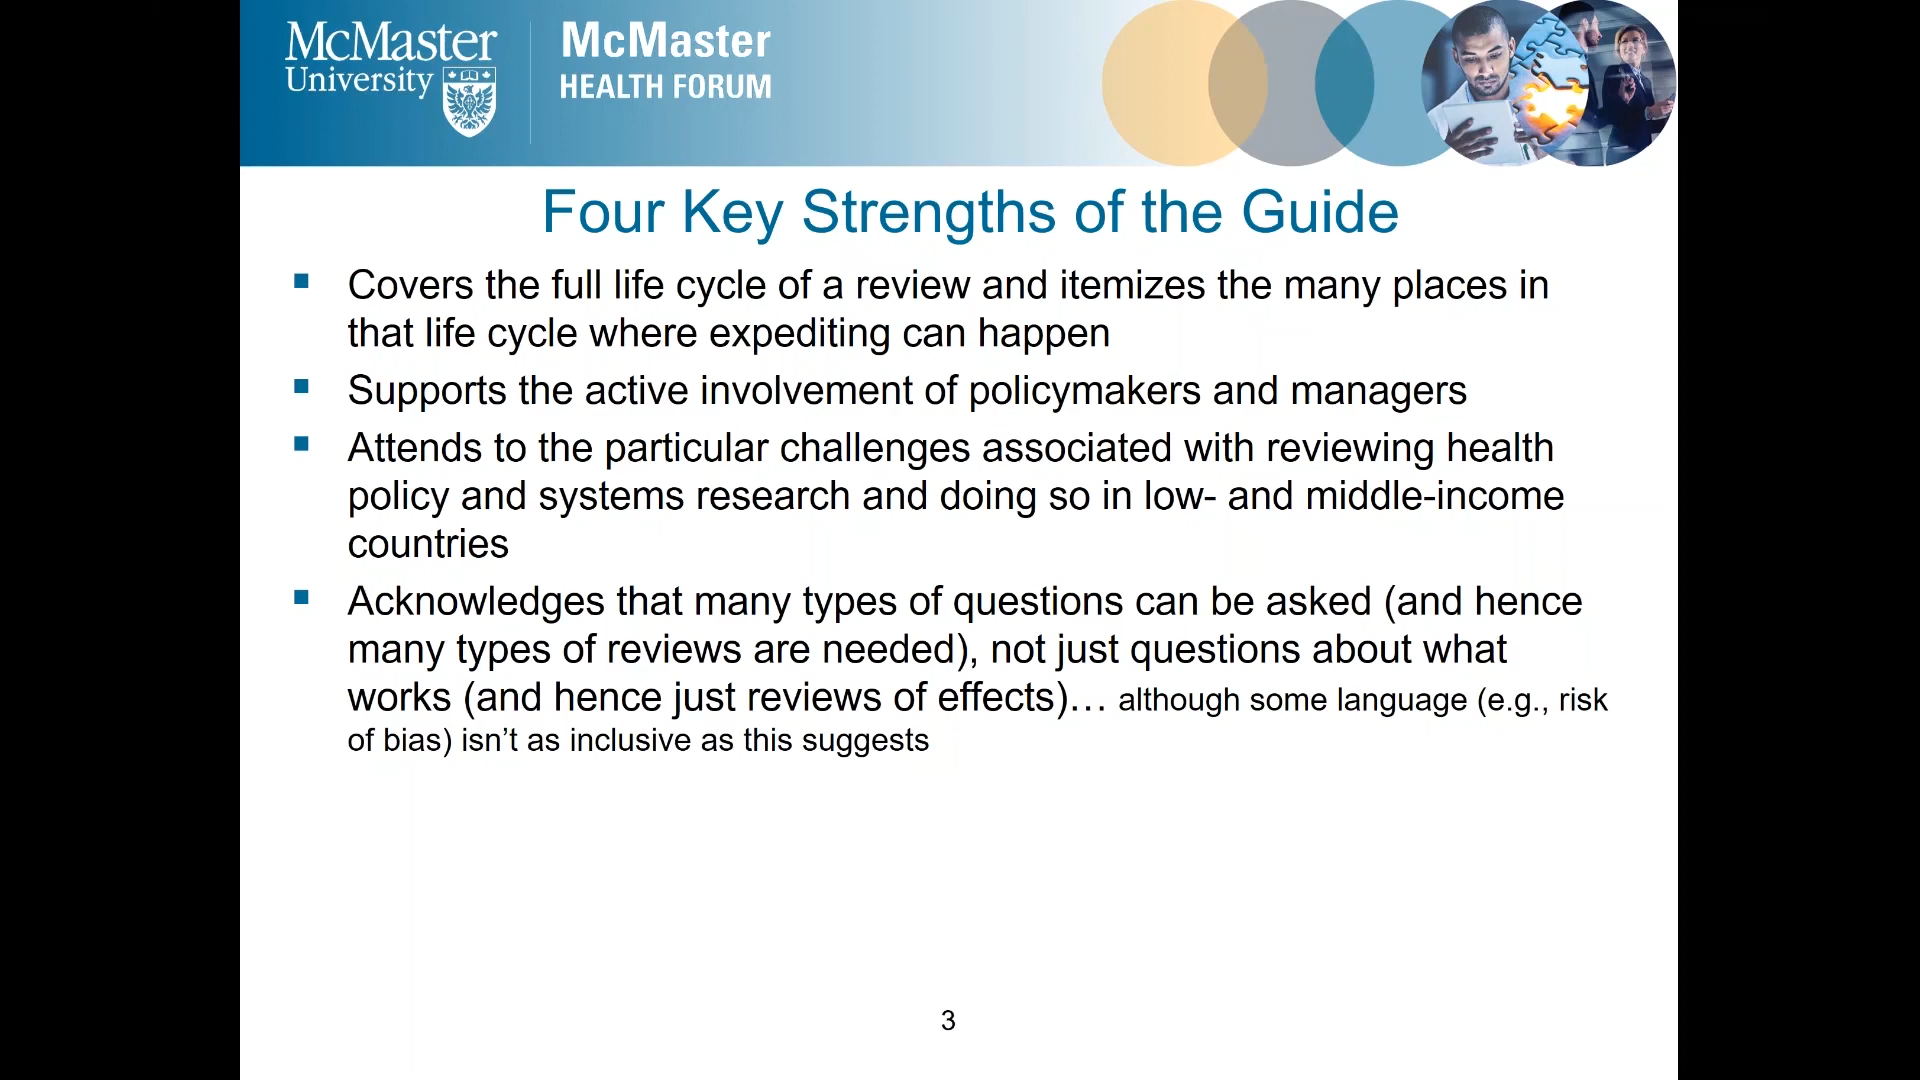 McMaster
University
McMaster
HEALTH FORUM
Four Key Strengths of the Guide
Covers the full life cycle of a review and itemizes the many places in
that life cycle where expediting can happen
Supports the active involvement of policymakers and managers
Attends to the particular challenges associated with reviewing health
policy and systems research and doing so in low- and middle-income
countries
Acknowledges that many types of questions can be asked (and hence
many types of reviews are needed), not just questions about what
works (and hence just reviews of effects)… although some language (e.g., risk
of bias) isn’t as inclusive as this suggests
3